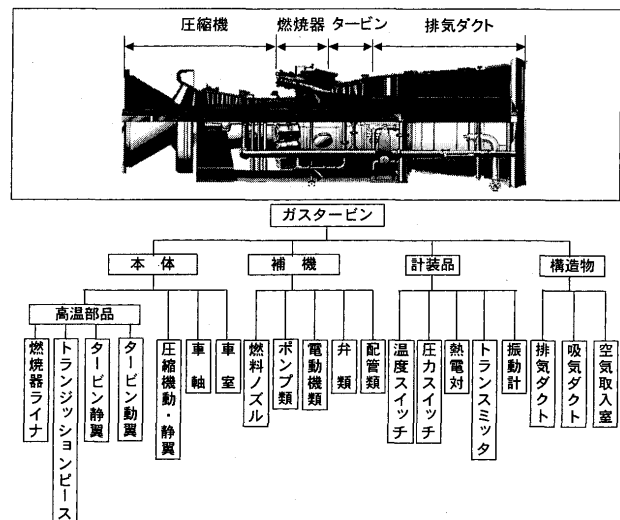 圧縮機 燃焼器 タービン 排気ダクト
ガスタービン
本体 補機 計装品 構造物
高温部品
燃焼器ライナ
トランジッションピース
タービン静翼
タービン動翼
圧縮機動・静翼
車軸
車室
燃料ノズル
ポンプ類
電動機類
弁類
配管類
温度スイッチ
圧力スイッチ
熱電対
トランスミッタ
振動計
排気ダクト
吸気ダクト
空気取入室